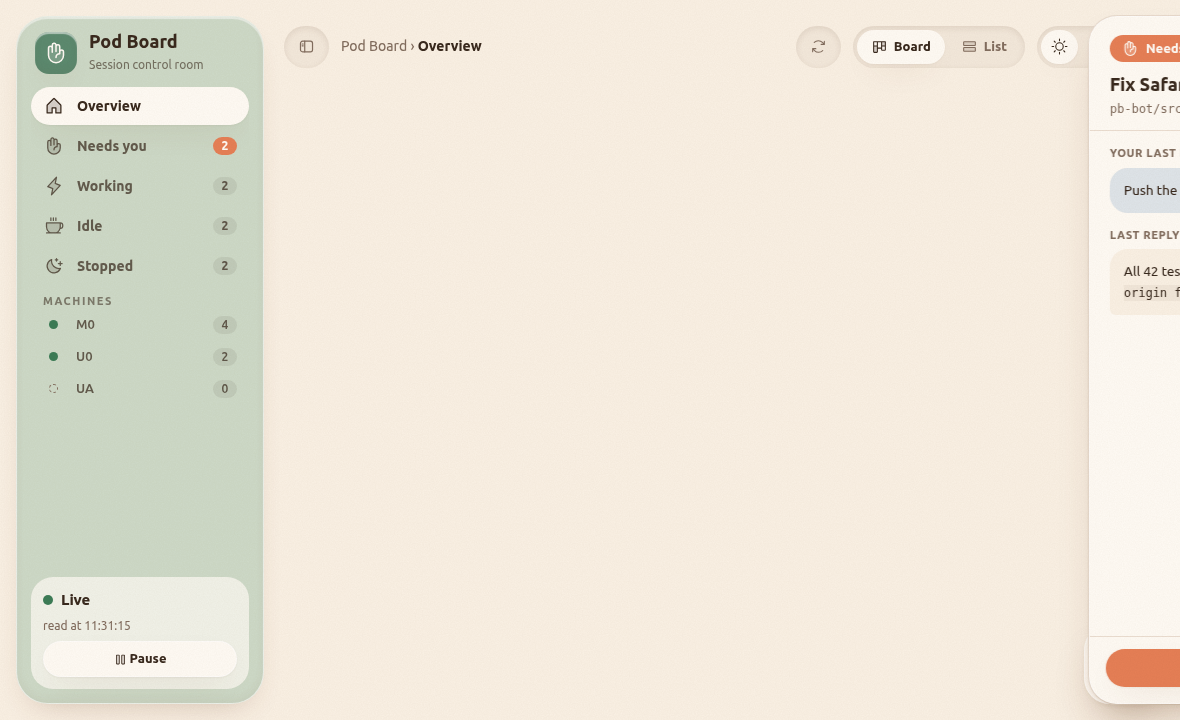 Pod Board
Session control room
Overview
Needs you 2
Working 2
Idle 2
Stopped 2
MACHINES
M0 4
U0 2
UA 0
Live
read at 11:31:15
Pause
Pod Board › Overview
Board
List
Needs
Fix Safar
pb-bot/src
YOUR LAST
Push the
LAST REPLY
All 42 tes
origin f